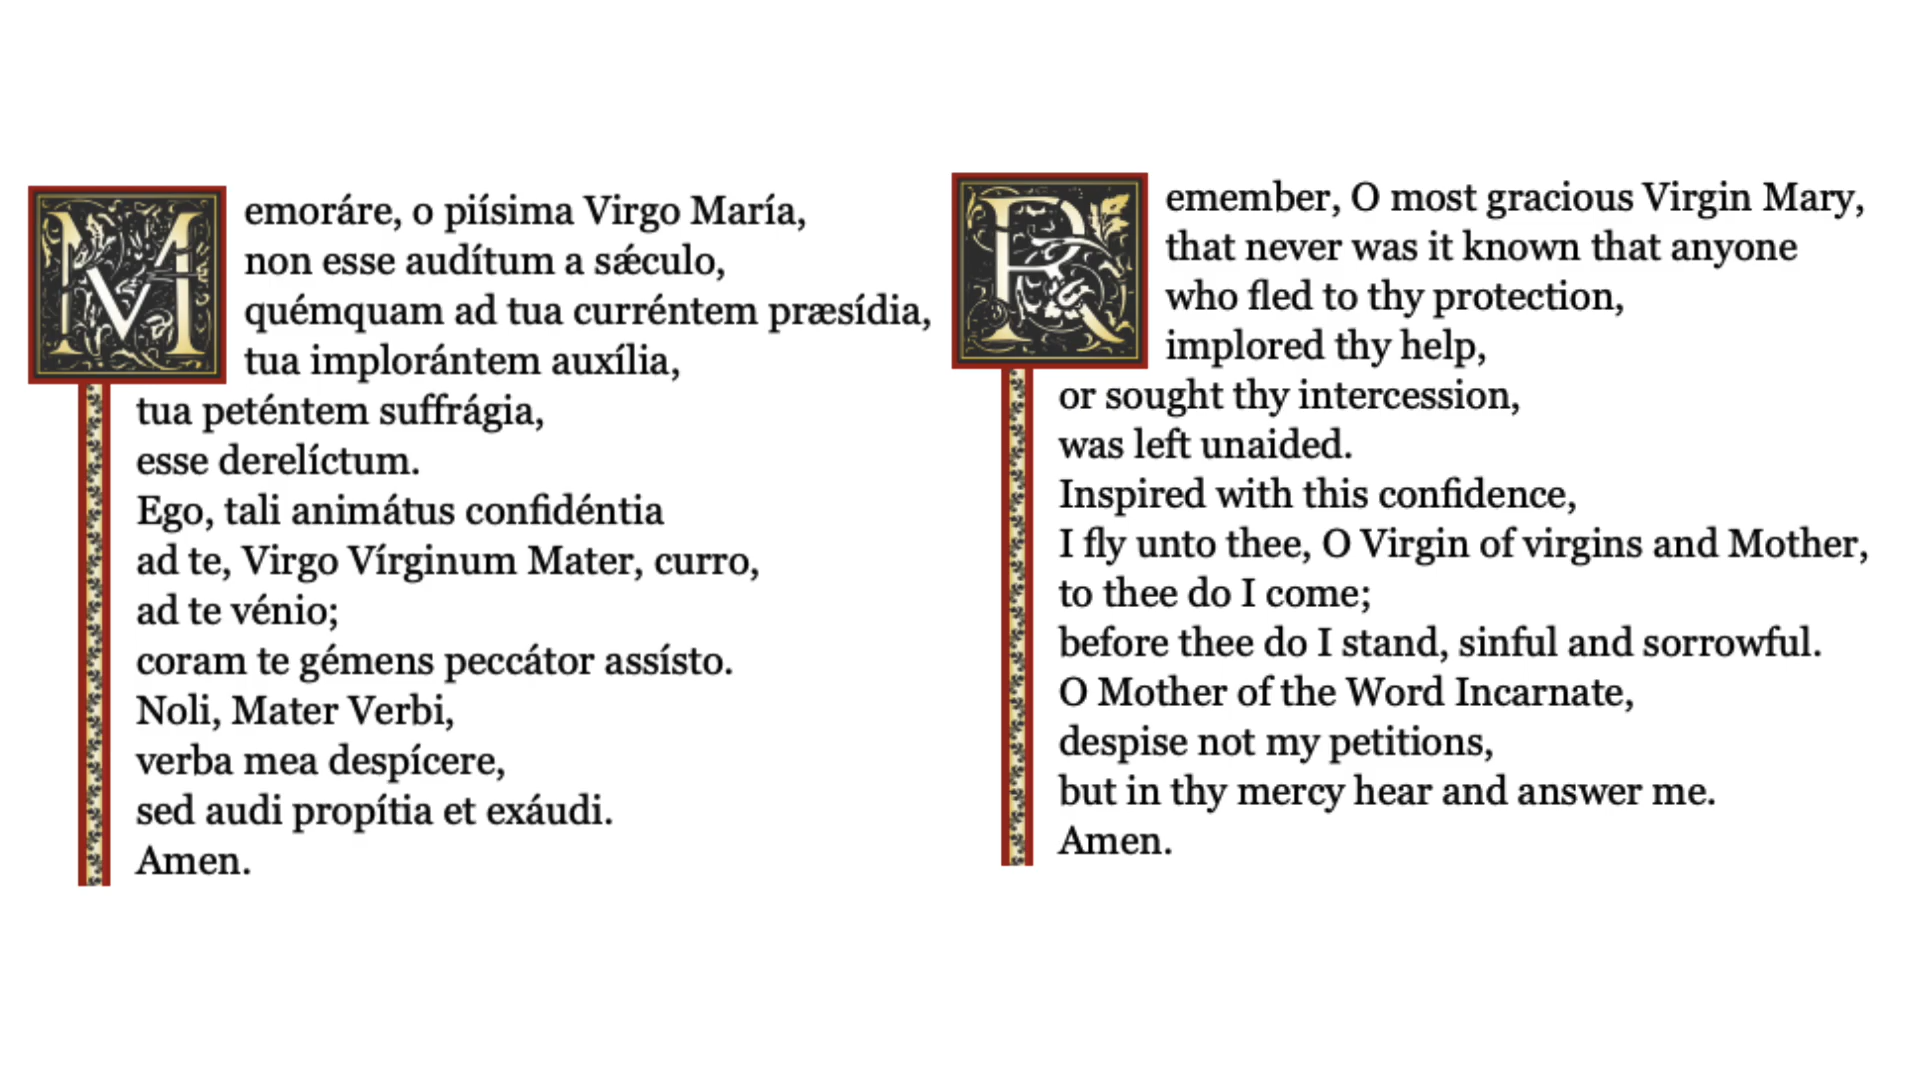 Memoráre, o piísima Virgo María,
non esse audítum a sǽculo,
quémquam ad tua curréntem præsídia,
tua implorántem auxília,
tua peténtem suffrágia,
esse derelíctum.
Ego, tali animátus confidéntia
ad te, Virgo Vírginum Mater, curro,
ad te vénio;
coram te gémens peccátor assísto.
Noli, Mater Verbi,
verba mea despícere,
sed audi propítia et exáudi.
Amen.
Remember, O most gracious Virgin Mary,
that never was it known that anyone
who fled to thy protection,
implored thy help,
or sought thy intercession,
was left unaided.
Inspired with this confidence,
I fly unto thee, O Virgin of virgins and Mother,
to thee do I come;
before thee do I stand, sinful and sorrowful.
O Mother of the Word Incarnate,
despise not my petitions,
but in thy mercy hear and answer me.
Amen.